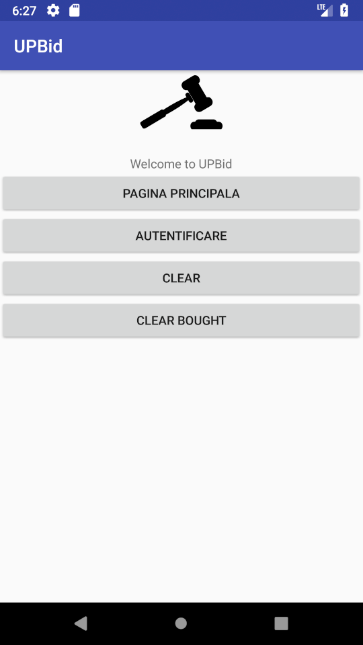 6:27
LTE
UPBid
Welcome to UPBid
PAGINA PRINCIPALA
AUTENTIFICARE
CLEAR
CLEAR BOUGHT